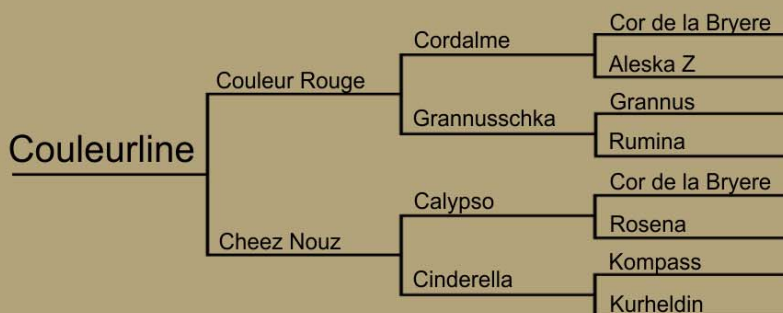 Cor de la Bryere
Cordalme
Aleska Z
Couleur Rouge
Grannus
Grannusschka
Rumina
Couleurline
Cor de la Bryere
Calypso
Rosena
Cheez Nouz
Kompass
Cinderella
Kurheldin